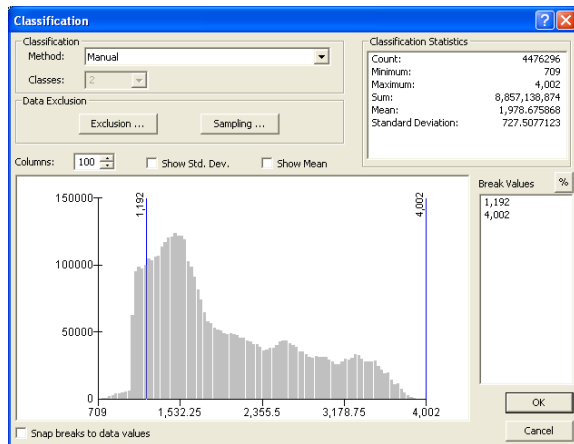 Classification
Classification
Method: Manual
Classes: 2
Data Exclusion
Exclusion ... Sampling ...
Classification Statistics
Count: 4476296
Minimum: 709
Maximum: 4,002
Sum: 8,857,138,874
Mean: 1,978.675868
Standard Deviation: 727.5077123
Columns: 100 Show Std. Dev. Show Mean
Break Values %
1,192
4,002
150000
100000
50000
0
1,192
4,002
709 1,532.25 2,355.5 3,178.75 4,002
OK
Snap breaks to data values
Cancel